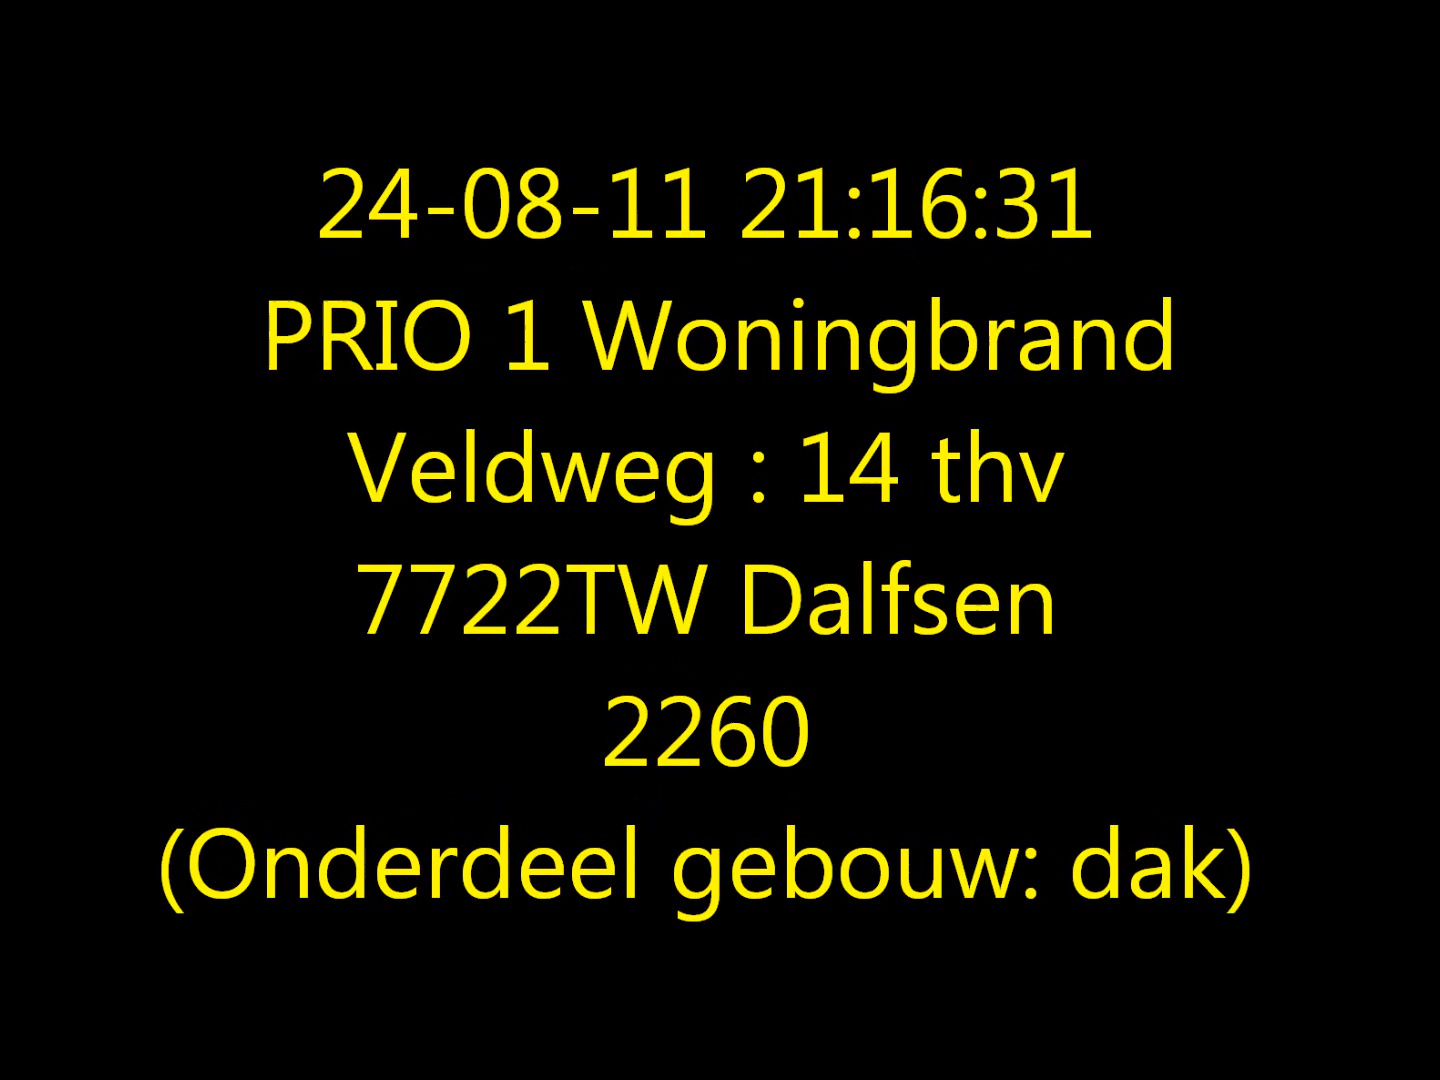 24-08-11 21:16:31
PRIO 1 Woningbrand
Veldweg : 14 thv
7722TW Dalfsen
2260
(Onderdeel gebouw: dak)